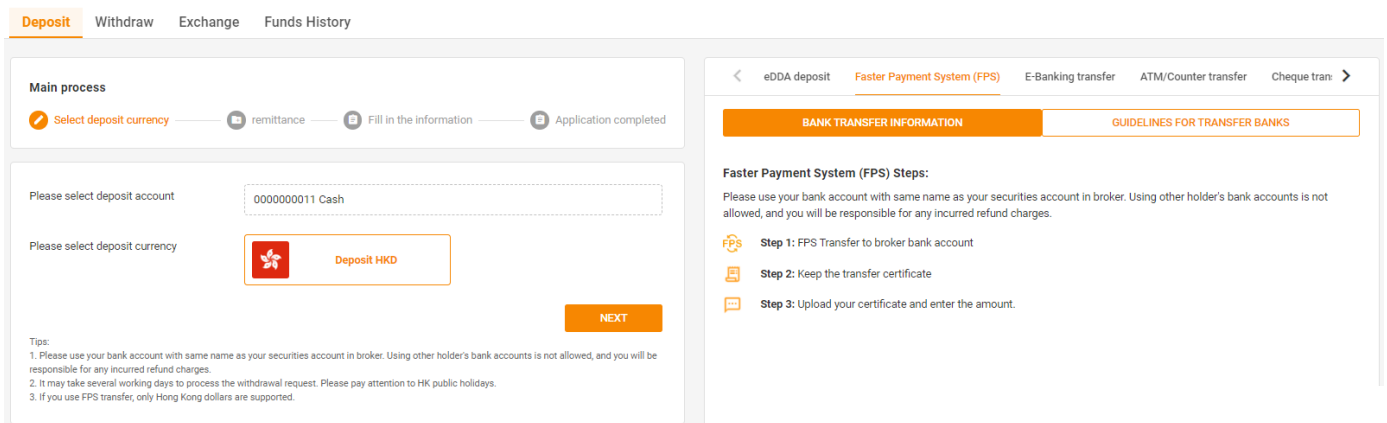 Deposit Withdraw Exchange Funds History
Main process
Select deposit currency remittance Fill in the information Application completed
Please select deposit account 0000000011 Cash
Please select deposit currency Deposit HKD
NEXT
Tips:
1. Please use your bank account with same name as your securities account in broker. Using other holder's bank accounts is not allowed, and you will be
responsible for any incurred refund charges.
2. It may take several working days to process the withdrawal request. Please pay attention to HK public holidays.
3. If you use FPS transfer, only Hong Kong dollars are supported.
eDDA deposit Faster Payment System (FPS) E-Banking transfer ATM/Counter transfer Cheque tran
BANK TRANSFER INFORMATION GUIDELINES FOR TRANSFER BANKS
Faster Payment System (FPS) Steps:
Please use your bank account with same name as your securities account in broker. Using other holder's bank accounts is not
allowed, and you will be responsible for any incurred refund charges.
FPS Step 1: FPS Transfer to broker bank account
Step 2: Keep the transfer certificate
Step 3: Upload your certificate and enter the amount.